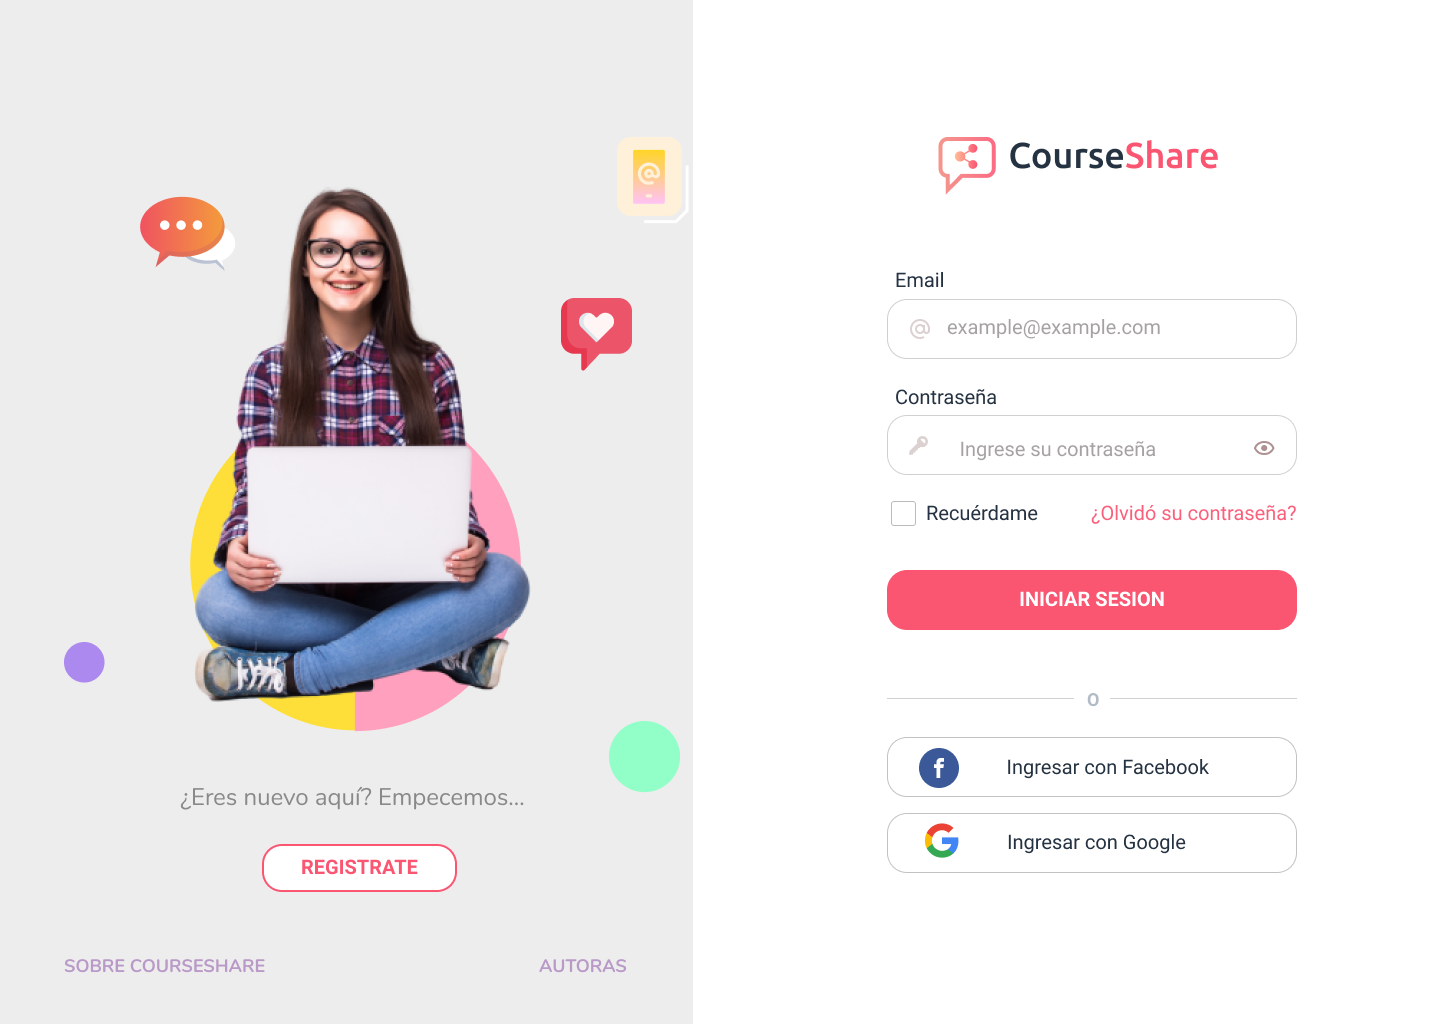 CourseShare
Email
@ example@example.com
Contraseña
Ingrese su contraseña
Recuérdame
¿Olvidó su contraseña?
INICIAR SESION
O
f Ingresar con Facebook
G Ingresar con Google
@
¿Eres nuevo aquí? Empecemos...
REGISTRATE
SOBRE COURSESHARE
AUTORAS